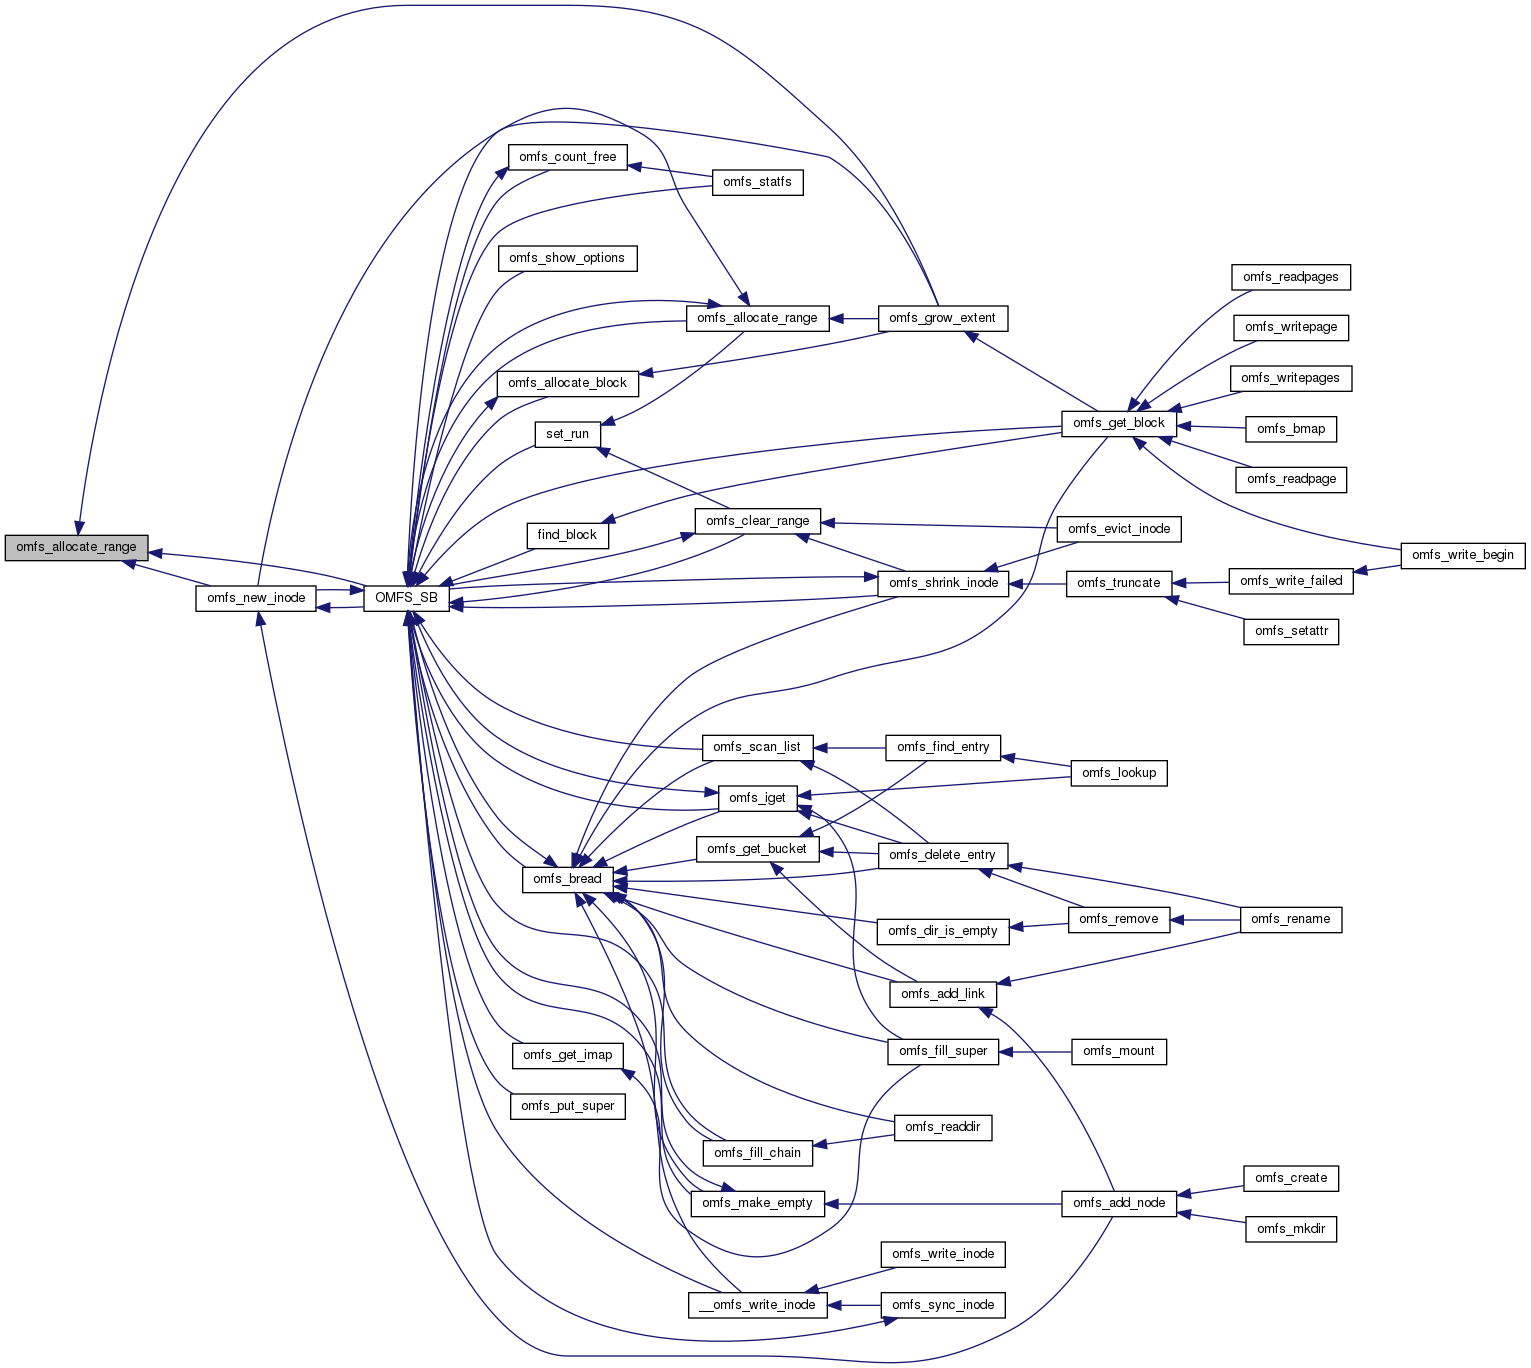 omfs_count_free
omfs_statfs
omfs_show_options
omfs_readpages
omfs_allocate_range
omfs_grow_extent
omfs_writepage
omfs_allocate_block
omfs_writepages
set_run
omfs_get_block
omfs_bmap
omfs_readpage
omfs_clear_range
omfs_evict_inode
find_block
omfs_allocate_range
omfs_write_begin
omfs_new_inode
OMFS_SB
omfs_shrink_inode
omfs_truncate
omfs_write_failed
omfs_setattr
omfs_scan_list
omfs_find_entry
omfs_lookup
omfs_iget
omfs_get_bucket
omfs_delete_entry
omfs_bread
omfs_dir_is_empty
omfs_remove
omfs_rename
omfs_add_link
omfs_get_imap
omfs_fill_super
omfs_mount
omfs_put_super
omfs_readdir
omfs_fill_chain
omfs_create
omfs_make_empty
omfs_add_node
omfs_mkdir
omfs_write_inode
__omfs_write_inode
omfs_sync_inode